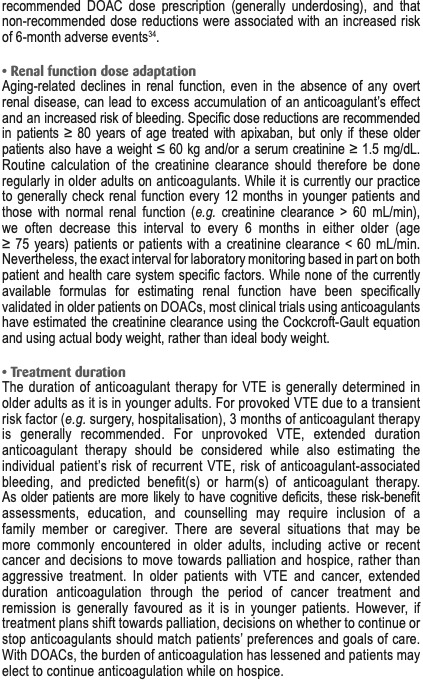 recommended DOAC dose prescription (generally underdosing), and that
non-recommended dose reductions were associated with an increased risk
of 6-month adverse events³⁴.
• Renal function dose adaptation
Aging-related declines in renal function, even in the absence of any overt
renal disease, can lead to excess accumulation of an anticoagulant's effect
and an increased risk of bleeding. Specific dose reductions are recommended
in patients ≥ 80 years of age treated with apixaban, but only if these older
patients also have a weight ≤ 60 kg and/or a serum creatinine ≥ 1.5 mg/dL.
Routine calculation of the creatinine clearance should therefore be done
regularly in older adults on anticoagulants. While it is currently our practice
to generally check renal function every 12 months in younger patients and
those with normal renal function (e.g. creatinine clearance > 60 mL/min),
we often decrease this interval to every 6 months in either older (age
≥ 75 years) patients or patients with a creatinine clearance < 60 mL/min.
Nevertheless, the exact interval for laboratory monitoring based in part on both
patient and health care system specific factors. While none of the currently
available formulas for estimating renal function have been specifically
validated in older patients on DOACs, most clinical trials using anticoagulants
have estimated the creatinine clearance using the Cockcroft-Gault equation
and using actual body weight, rather than ideal body weight.
• Treatment duration
The duration of anticoagulant therapy for VTE is generally determined in
older adults as it is in younger adults. For provoked VTE due to a transient
risk factor (e.g. surgery, hospitalisation), 3 months of anticoagulant therapy
is generally recommended. For unprovoked VTE, extended duration
anticoagulant therapy should be considered while also estimating the
individual patient's risk of recurrent VTE, risk of anticoagulant-associated
bleeding, and predicted benefit(s) or harm(s) of anticoagulant therapy.
As older patients are more likely to have cognitive deficits, these risk-benefit
assessments, education, and counselling may require inclusion of a
family member or caregiver. There are several situations that may be
more commonly encountered in older adults, including active or recent
cancer and decisions to move towards palliation and hospice, rather than
aggressive treatment. In older patients with VTE and cancer, extended
duration anticoagulation through the period of cancer treatment and
remission is generally favoured as it is in younger patients. However, if
treatment plans shift towards palliation, decisions on whether to continue or
stop anticoagulants should match patients' preferences and goals of care.
With DOACs, the burden of anticoagulation has lessened and patients may
elect to continue anticoagulation while on hospice.